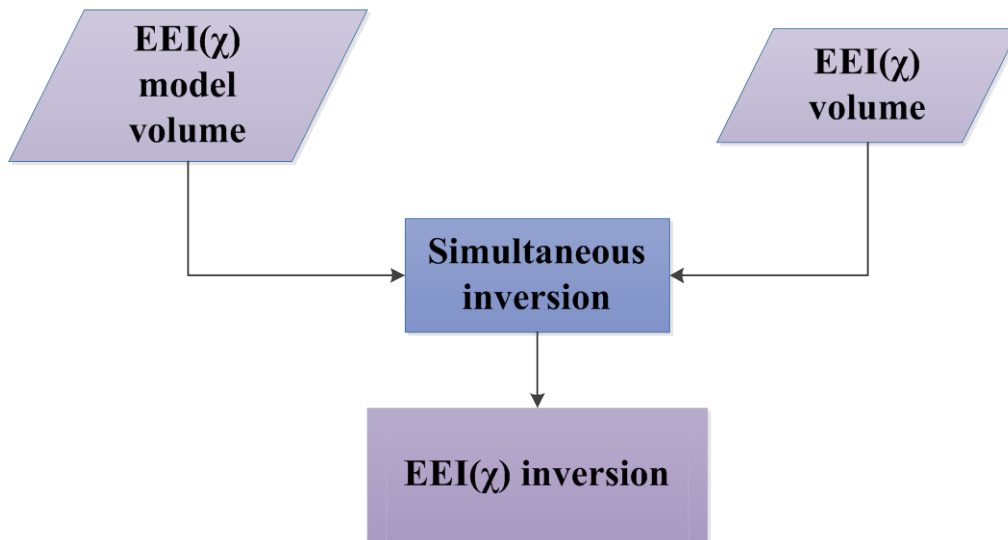 EEI(χ)
model
volume
EEI(χ)
volume
Simultaneous
inversion
EEI(χ) inversion